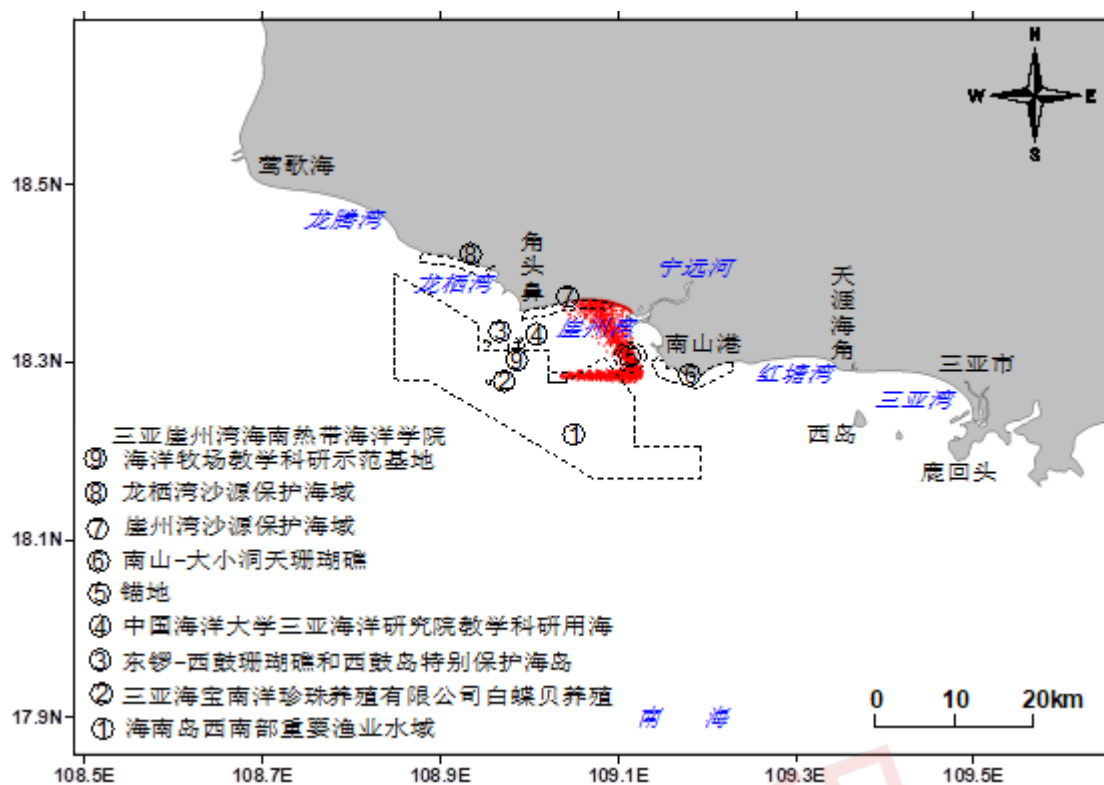 N
W E
S
莺歌海
18.5N
龙腾湾
角头鼻
⑧
龙栖湾
宁远河
天涯海角
⑦
崖州湾
③
④
南山港
18.3N
⑨
⑥
红塘湾
三亚市
②
三亚湾
①
西岛
鹿回头
三亚崖州湾海南热带海洋学院
⑨ 海洋牧场教学科研示范基地
⑧ 龙栖湾沙源保护海域
⑦ 崖州湾沙源保护海域
18.1N
⑥ 南山-大小洞天珊瑚礁
⑤ 锚地
④ 中国海洋大学三亚海洋研究院教学科研用海
③ 东锣-西鼓珊瑚礁和西鼓岛特别保护海岛
② 三亚海宝南洋珍珠养殖有限公司白蝶贝养殖
0 10 20km
17.9N
① 海南岛西南部重要渔业水域
南 海
108.5E 108.7E 108.9E 109.1E 109.3E 109.5E